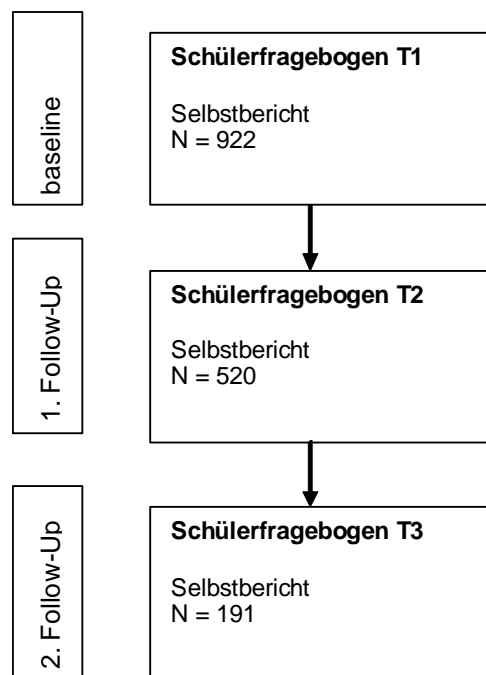 baseline
Schülerfragebogen T1
Selbstbericht
N = 922
1. Follow-Up
Schülerfragebogen T2
Selbstbericht
N = 520
2. Follow-Up
Schülerfragebogen T3
Selbstbericht
N = 191